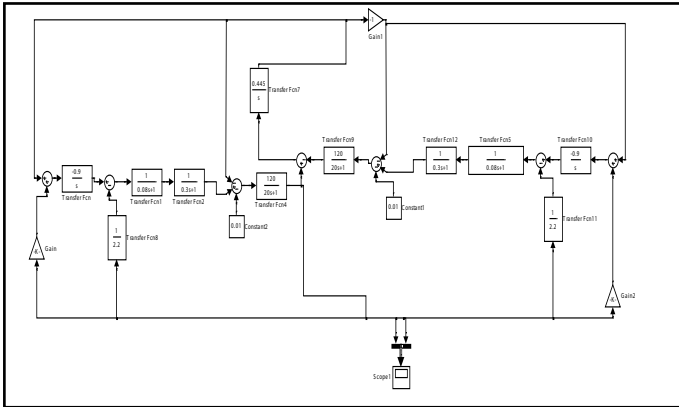 -1
Gain1
0.445
s
Transfer Fcn7
Transfer Fcn9
120
20s+1
Transfer Fcn12
1
0.3s+1
Transfer Fcn5
1
0.08s+1
Transfer Fcn10
-0.9
s
-0.9
s
Transfer Fcn
1
0.08s+1
Transfer Fcn1
1
0.3s+1
Transfer Fcn2
120
20s+1
Transfer Fcn4
0.01
Constant2
0.01
Constant1
1
2.2
Transfer Fcn8
1
2.2
Transfer Fcn11
-K-
Gain
-K-
Gain2
Scope1